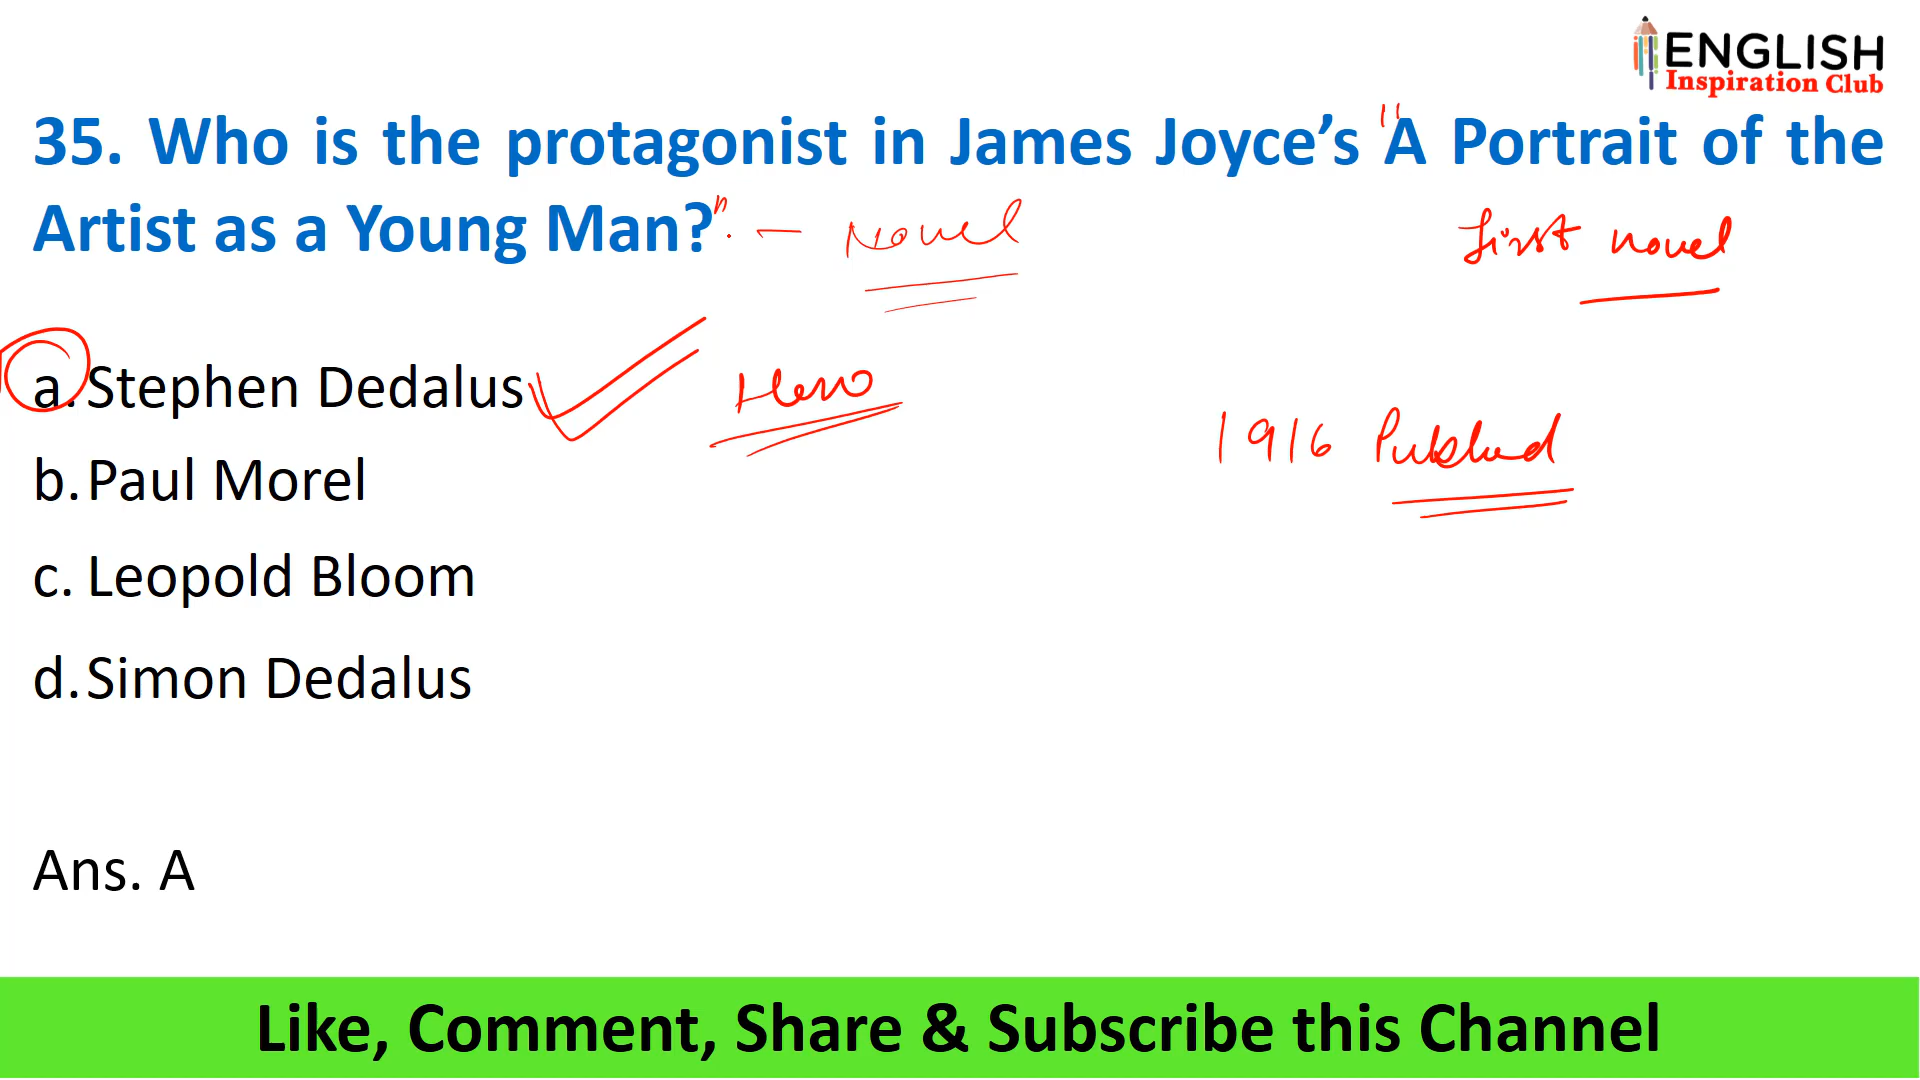 ENGLISH
Inspiration Club
35. Who is the protagonist in James Joyce’s "A Portrait of the
Artist as a Young Man?" — Novel
first novel
a. Stephen Dedalus
Hero
1916
b. Paul Morel
c. Leopold Bloom
d. Simon Dedalus
Ans. A
Like, Comment, Share & Subscribe this Channel